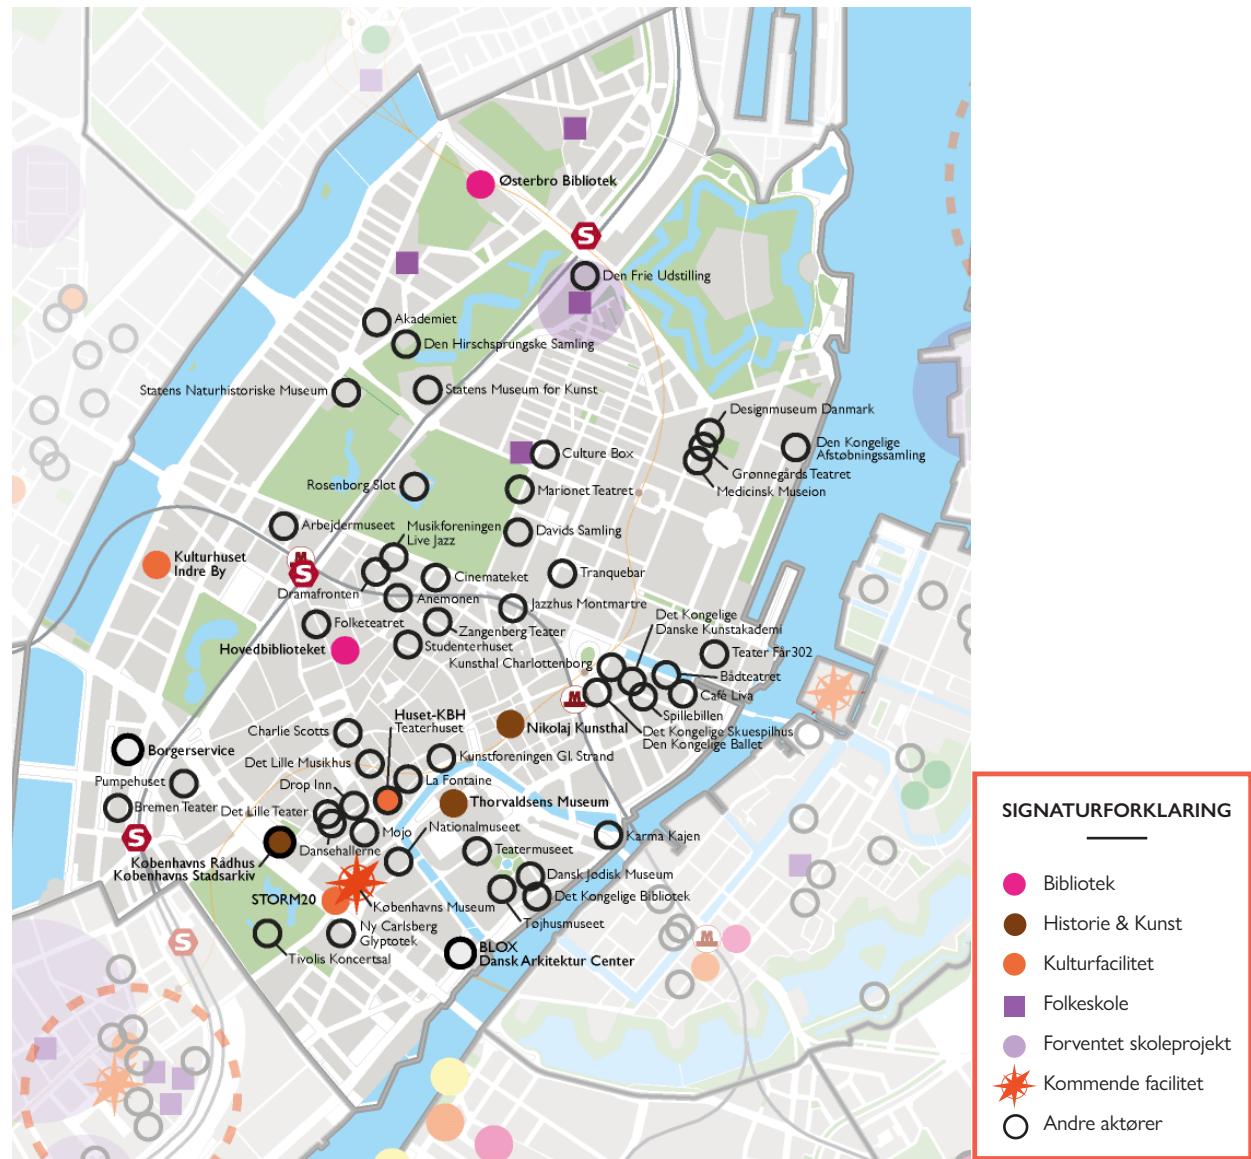 Østerbro Bibliotek
S
Den Frie Udstilling
Akademiet
Den Hirschsprungske Samling
Statens Naturhistoriske Museum
Statens Museum for Kunst
Designmuseum Danmark
Den Kongelige
Afstøbningssamling
Culture Box
Grønnegårds Teatret
Medicinsk Museion
Rosenborg Slot
Marionet Teatret
Arbejdermuseet
Musikforeningen
Live Jazz
Davids Samling
Kulturhuset
Indre By
M
S
Cinemateket
Tranquebar
Dramafronten
Anemonen
Jazzhus Montmartre
Det Kongelige
Danske Kunstakademi
Folketeatret
Zangenberg Teater
Studenterhuset
Hovedbiblioteket
Kunsthal Charlottenborg
Teater Får302
Bådteatret
M
Café Liva
Spillebillen
Huset-KBH
Teaterhuset
Nikolaj Kunsthal
Det Kongelige Skuespilhus
Den Kongelige Ballet
Charlie Scotts
Borgerservice
Det Lille Musikhus
Kunstforeningen Gl. Strand
Pumpehuset
Drop Inn
La Fontaine
Bremen Teater
Det Lille Teater
Thorvaldsens Museum
S
Mojo
Nationalmuseet
Karma Kajen
Dansehallerne
Teatermuseet
Københavns Rådhus
Københavns Stadsarkiv
Dansk Jødisk Museum
STORM20
Københavns Museum
Det Kongelige Bibliotek
Tøjhusmuseet
Ny Carlsberg
Glyptotek
S
M
Tivolis Koncertsal
BLOX
Dansk Arkitektur Center
SIGNATURFORKLARING
Bibliotek
Historie & Kunst
Kulturfacilitet
Folkeskole
Forventet skoleprojekt
Kommende facilitet
Andre aktører